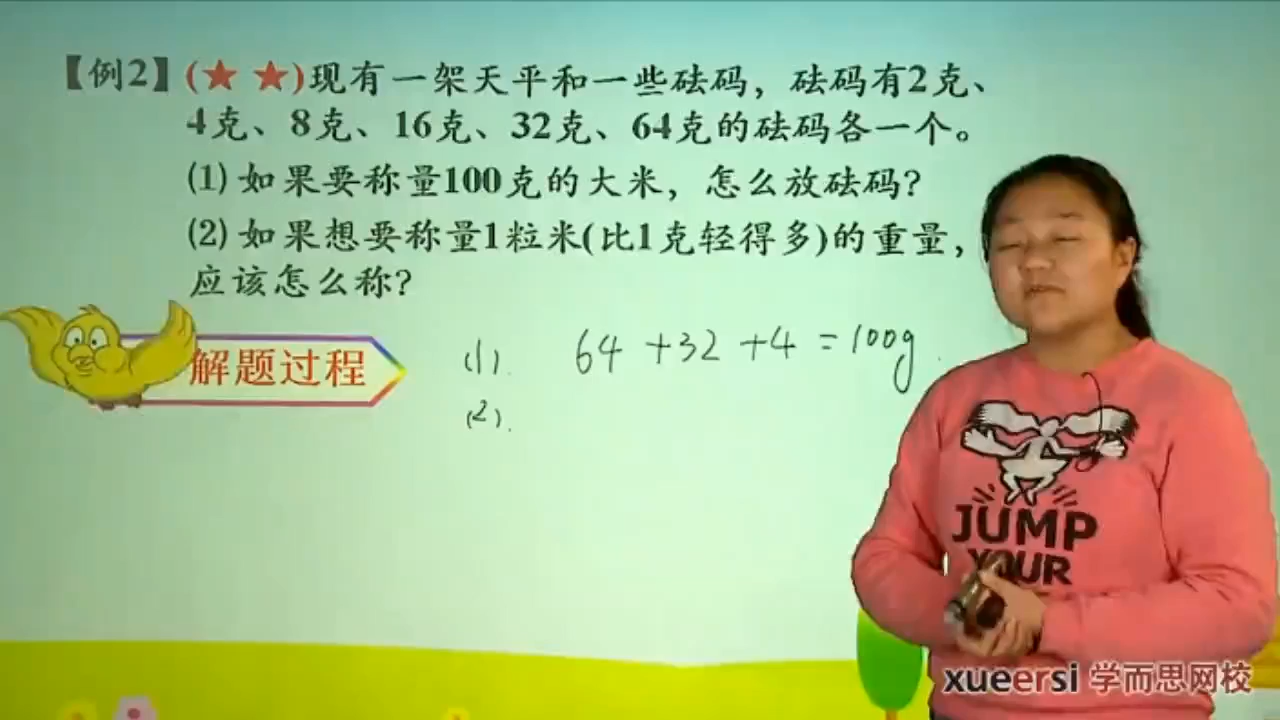 【例2】(★ ★)现有一架天平和一些砝码，砝码有2克、
4克、8克、16克、32克、64克的砝码各一个。
(1)如果要称量100克的大米，怎么放砝码？
(2)如果想要称量1粒米(比1克轻得多)的重量，
应该怎么称？
解题过程
(1). 64+32+4=100g.
(2).
JUMP
YOUR
xueersi 学而思网校